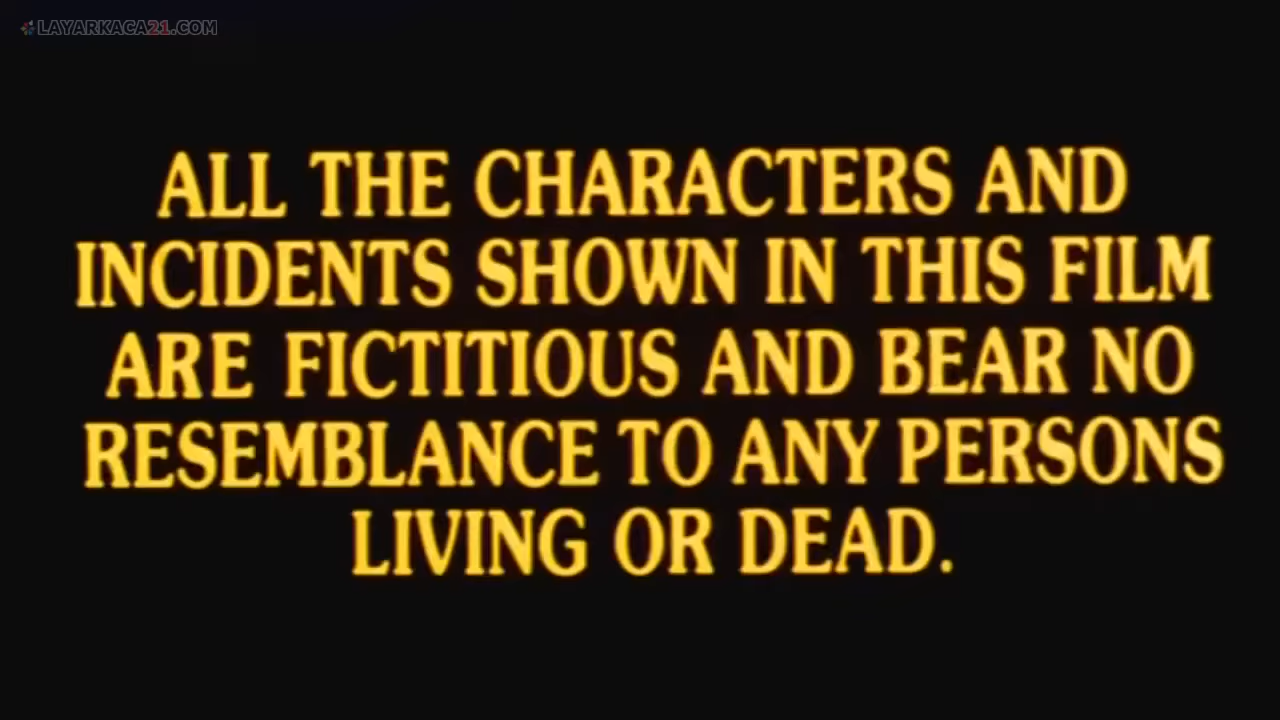 LAYARKACA21.COM
ALL THE CHARACTERS AND
INCIDENTS SHOWN IN THIS FILM
ARE FICTITIOUS AND BEAR NO
RESEMBLANCE TO ANY PERSONS
LIVING OR DEAD.